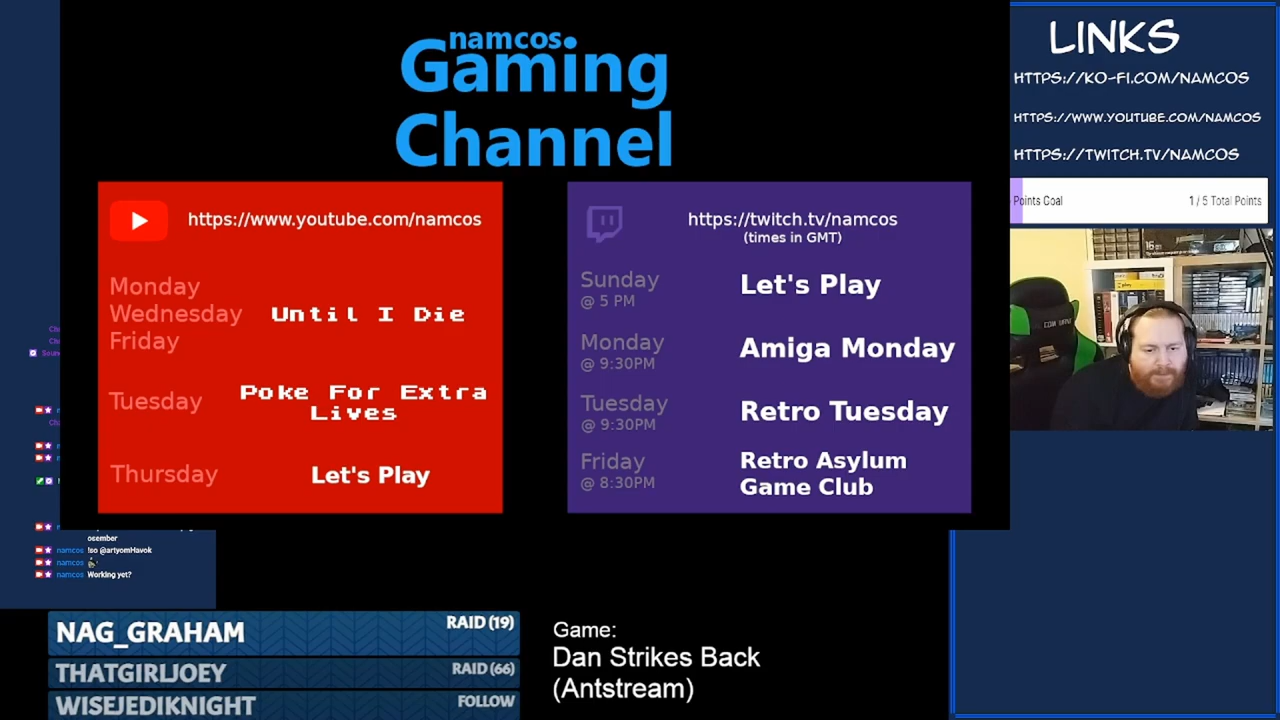 namcos
Gaming
Channel
https://www.youtube.com/namcos
Monday
Wednesday
Friday
Until I Die
Tuesday
Poke For Extra
Lives
Thursday
Let's Play
https://twitch.tv/namcos
(times in GMT)
Sunday
@ 5 PM
Let's Play
Monday
@ 9:30PM
Amiga Monday
Tuesday
@ 9:30PM
Retro Tuesday
Friday
@ 8:30PM
Retro Asylum
Game Club
LINKS
HTTPS://KO-FI.COM/NAMCOS
HTTPS://WWW.YOUTUBE.COM/NAMCOS
HTTPS://TWITCH.TV/NAMCOS
Points Goal
1 / 5 Total Points
namcos !so @artyomHavok
namcos
namcos Working yet?
NAG_GRAHAM RAID (19)
THATGIRLJOEY RAID (66)
WISEJEDIKNIGHT FOLLOW
Game:
Dan Strikes Back
(Antstream)